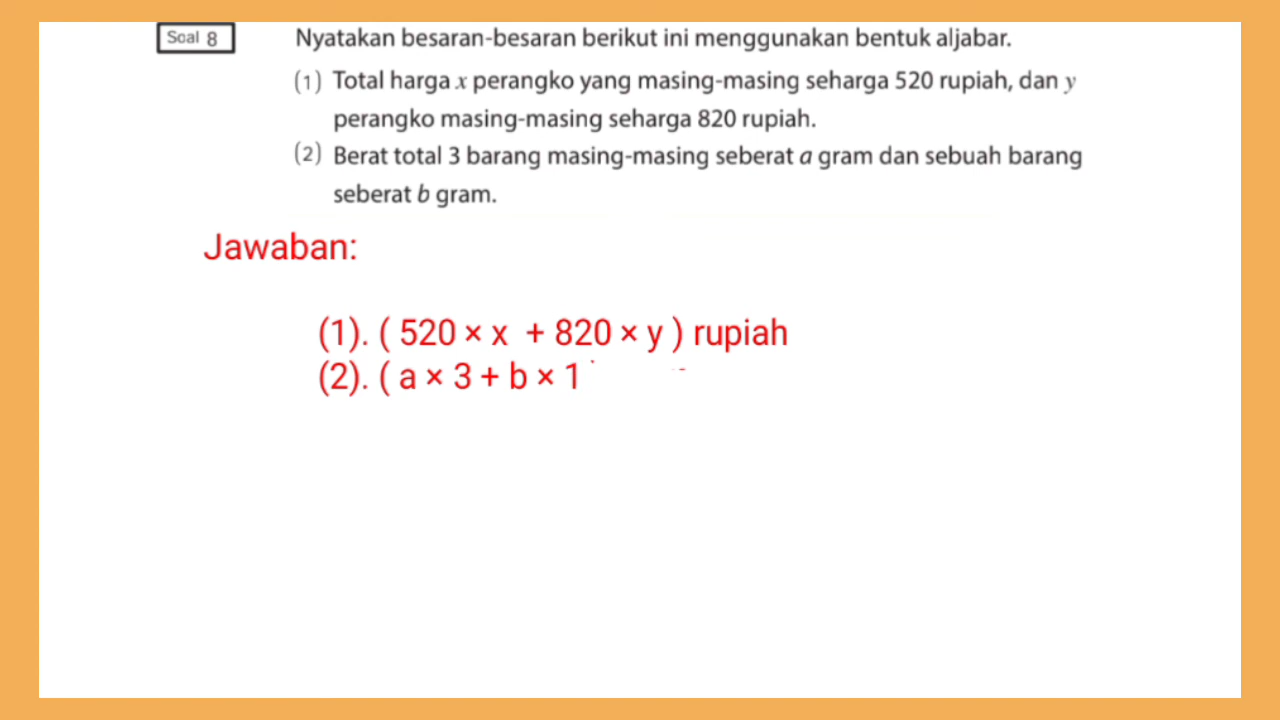 Soal 8
Nyatakan besaran-besaran berikut ini menggunakan bentuk aljabar.
(1) Total harga x perangko yang masing-masing seharga 520 rupiah, dan y
perangko masing-masing seharga 820 rupiah.
(2) Berat total 3 barang masing-masing seberat a gram dan sebuah barang
seberat b gram.
Jawaban:
(1). ( 520 × x + 820 × y ) rupiah
(2). ( a × 3 + b × 1